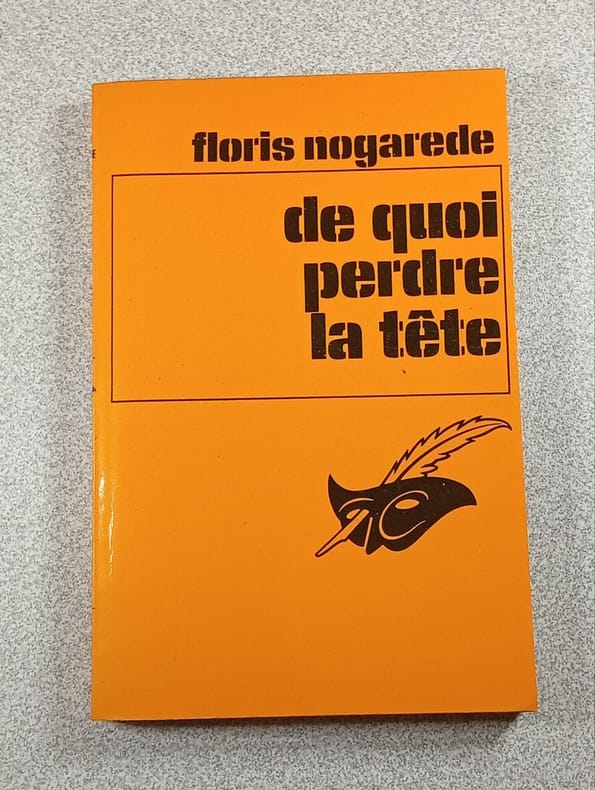 floris nogarede
de quoi
perdre
la tête